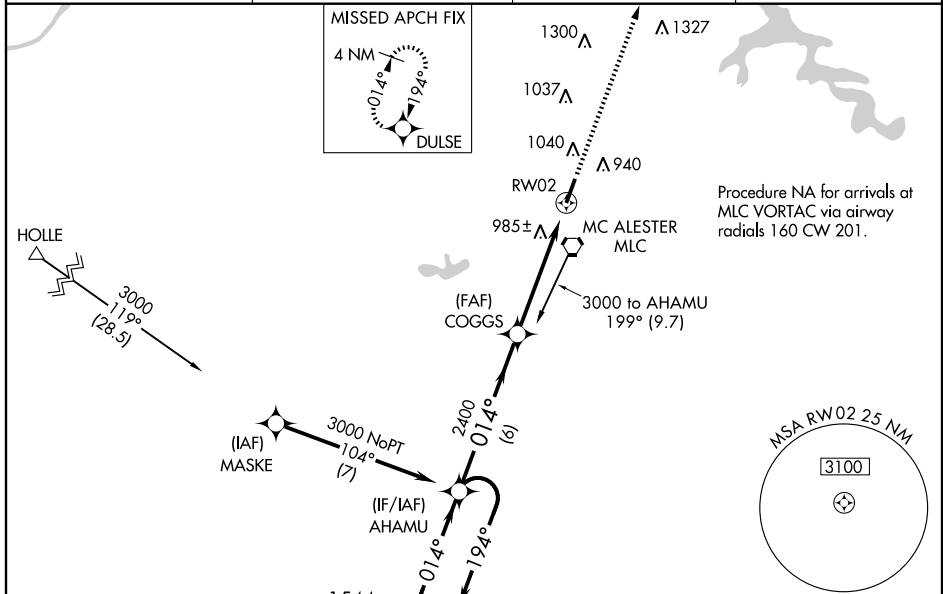 MISSED APCH FIX
4 NM
014°
194°
DULSE
1300
1327
1037
1040
940
RW02
985±
MC ALESTER
MLC
Procedure NA for arrivals at
MLC VORTAC via airway
radials 160 CW 201.
HOLLE
3000
119°
(28.5)
(FAF)
COGGS
3000 to AHAMU
199° (9.7)
2400
014°
(6)
3000 NoPT
104°
(7)
(IAF)
MASKE
(IF/IAF)
AHAMU
014°
194°
MSA RW02 25 NM
3100